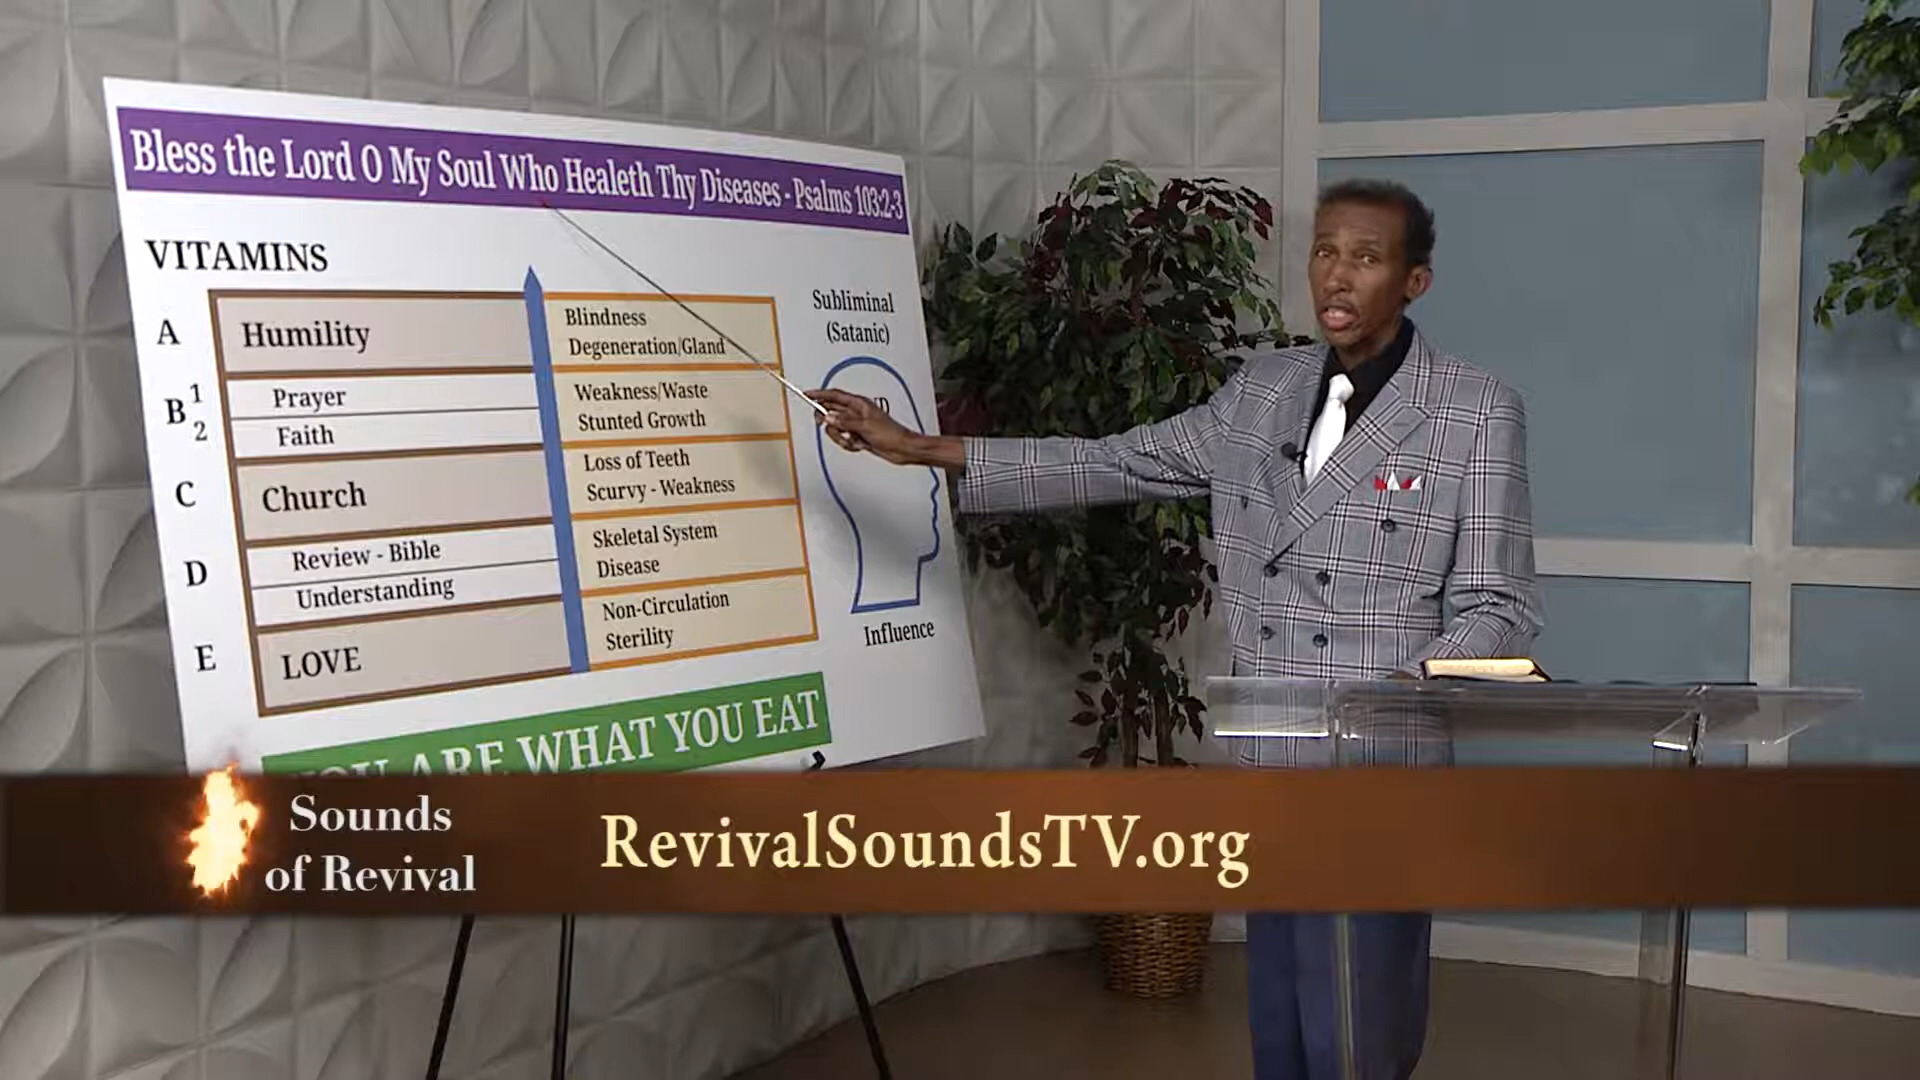 Bless the Lord O My Soul Who Healeth Thy Diseases - Psalms 103:2-3
VITAMINS
A
Humility
Blindness
Degeneration/Gland
B 1
2
Prayer
Faith
Weakness/Waste
Stunted Growth
C
Church
Loss of Teeth
Scurvy - Weakness
D
Review - Bible
Understanding
Skeletal System
Disease
E
LOVE
Non-Circulation
Sterility
Subliminal
(Satanic)
Influence
YOU ARE WHAT YOU EAT
Sounds
of Revival
RevivalSoundsTV.org